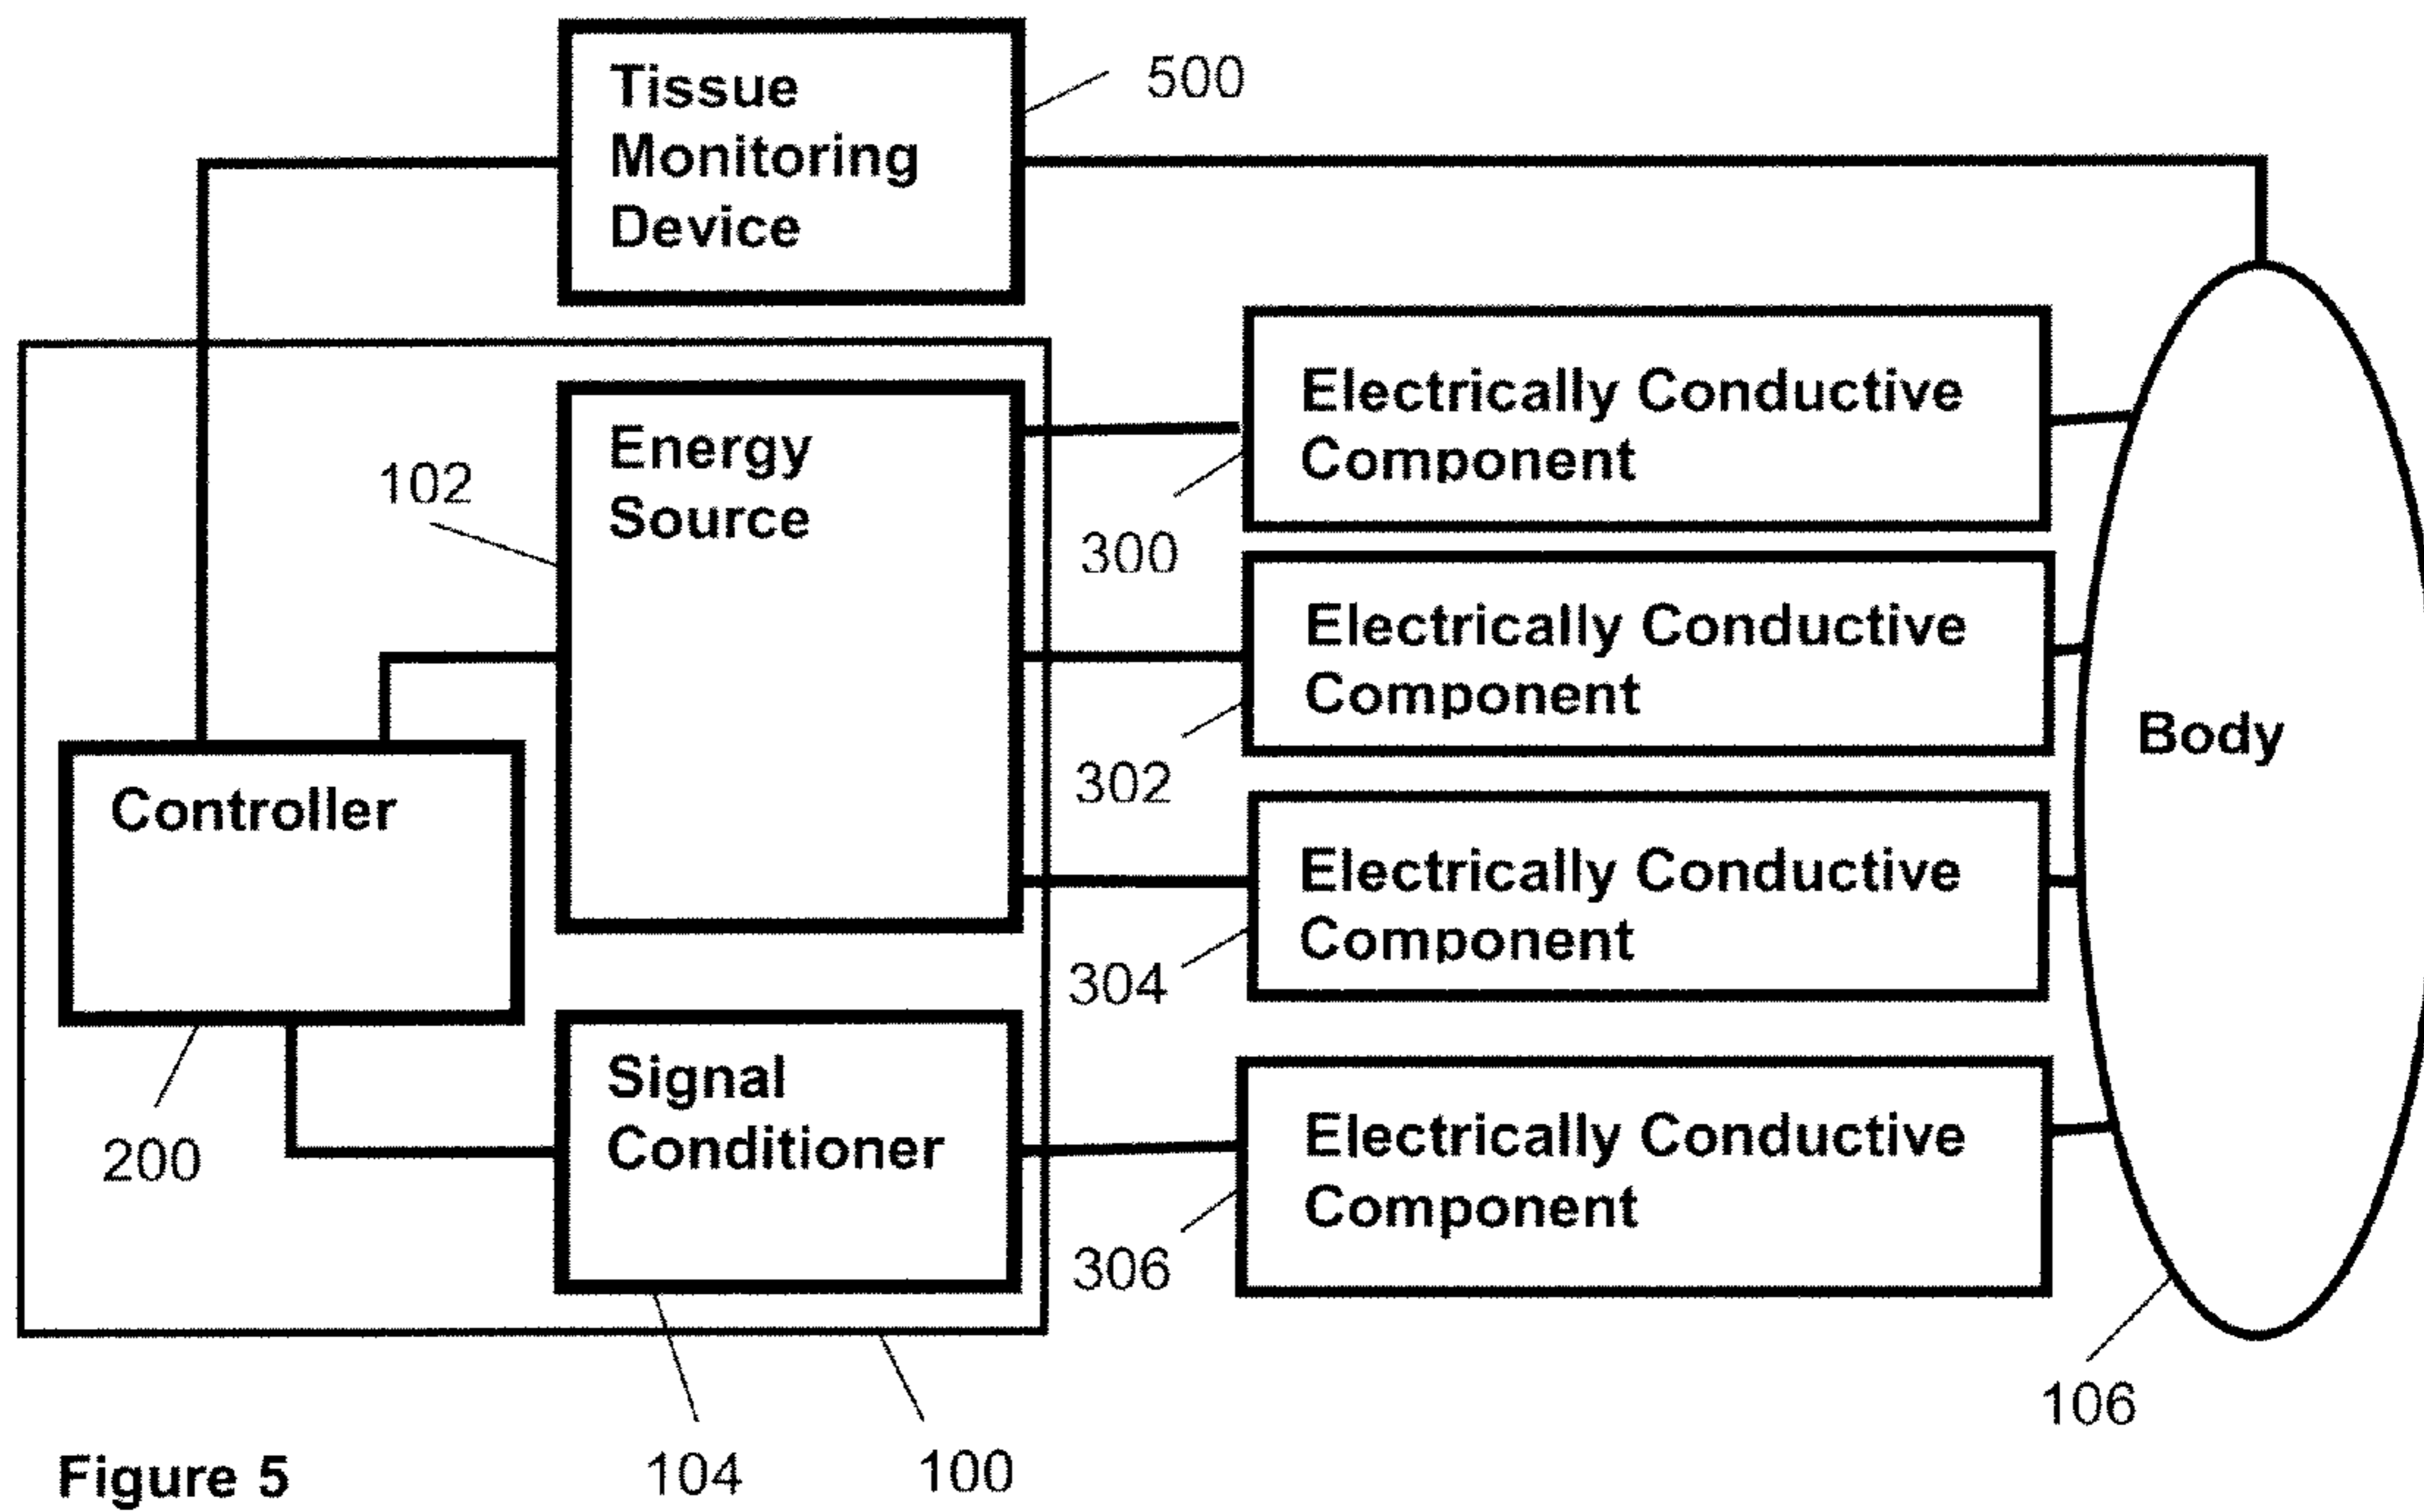 Tissue
Monitoring
Device
500
Energy
Source
102
Electrically Conductive
Component
300
Electrically Conductive
Component
302
Body
Controller
Electrically Conductive
Component
304
Signal
Conditioner
200
Electrically Conductive
Component
306
106
104
100
Figure 5